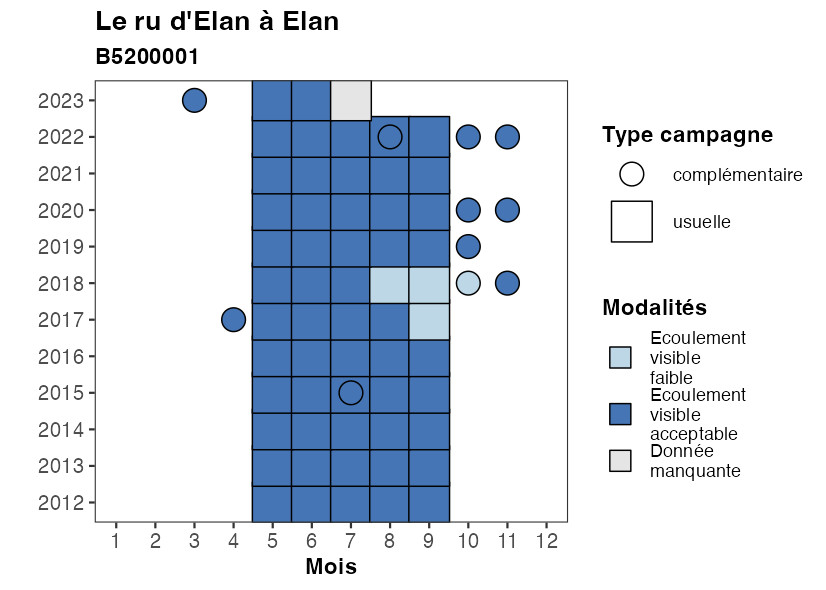 Le ru d'Elan à Elan
B5200001
2023
2022
2021
2020
2019
2018
2017
2016
2015
2014
2013
2012
1 2 3 4 5 6 7 8 9 10 11 12
Mois
Type campagne
complémentaire
usuelle
Modalités
Ecoulement
visible
faible
Ecoulement
visible
acceptable
Donnée
manquante